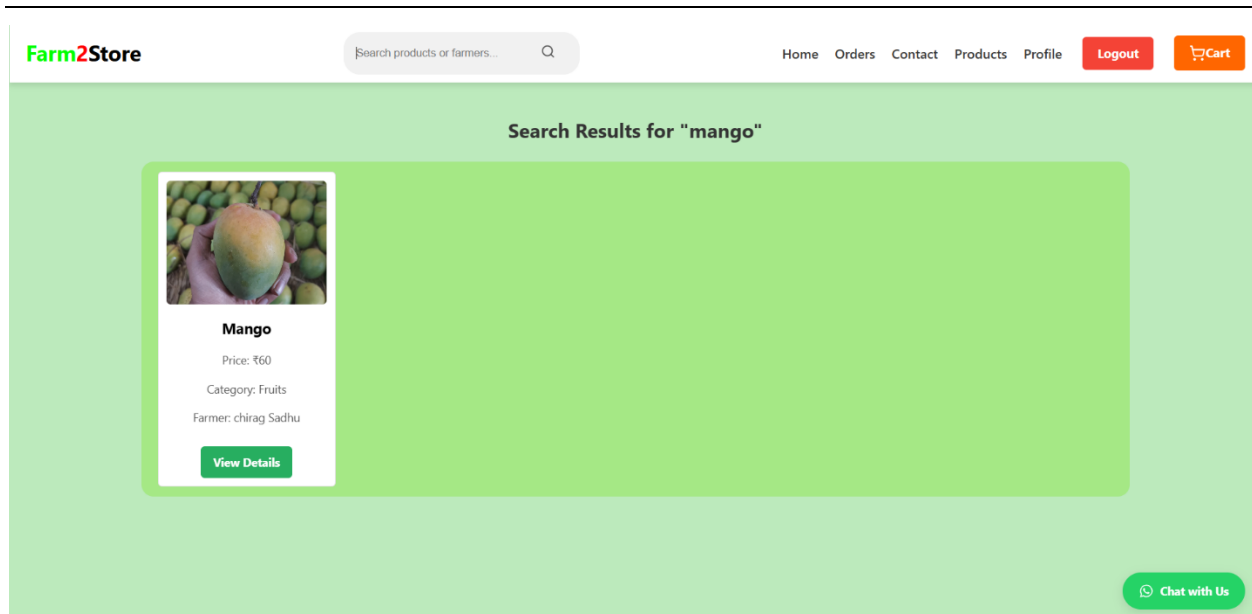 Farm2Store
Search products or farmers...
Home Orders Contact Products Profile Logout Cart
Search Results for "mango"
Mango
Price: ₹60
Category: Fruits
Farmer: chirag Sadhu
View Details
Chat with Us